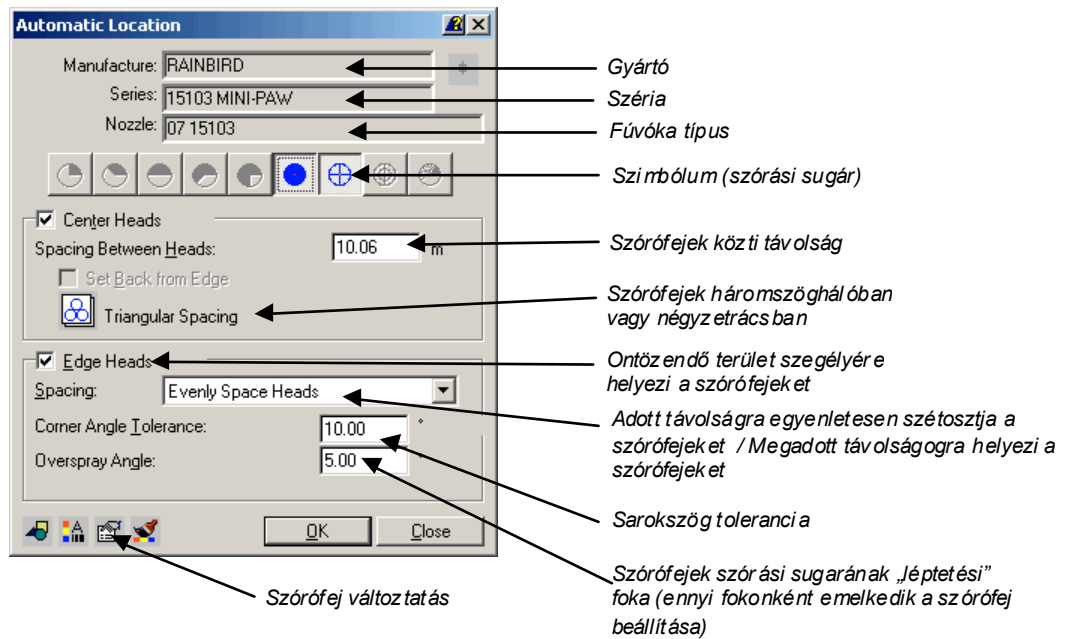 Automatic Location
Manufacture: RAINBIRD
Gyártó
Series: 15103 MINI-PAW
Széria
Nozzle: 07 15103
Fúvóka típus
Szimbólum (szórási sugár)
Center Heads
Spacing Between Heads: 10.06 m
Szórófejek közti távolság
Set Back from Edge
Triangular Spacing
Szórófejek háromszöghálóban
vagy négyzetrácsban
Edge Heads
Ontözendő terület szegélyére
helyezi a szórófejeket
Spacing: Evenly Space Heads
Adott távolságra egyenletesen szétosztja a
szórófejeket / Megadott távolságogra helyezi a
szórófejeket
Corner Angle Tolerance: 10.00 °
Sarokszög tolerancia
Overspray Angle: 5.00 °
Szórófejek szórási sugarának „léptetési”
foka (ennyi fokonként emelkedik a szórófej
beállítása)
OK
Close
Szórófej változtatás